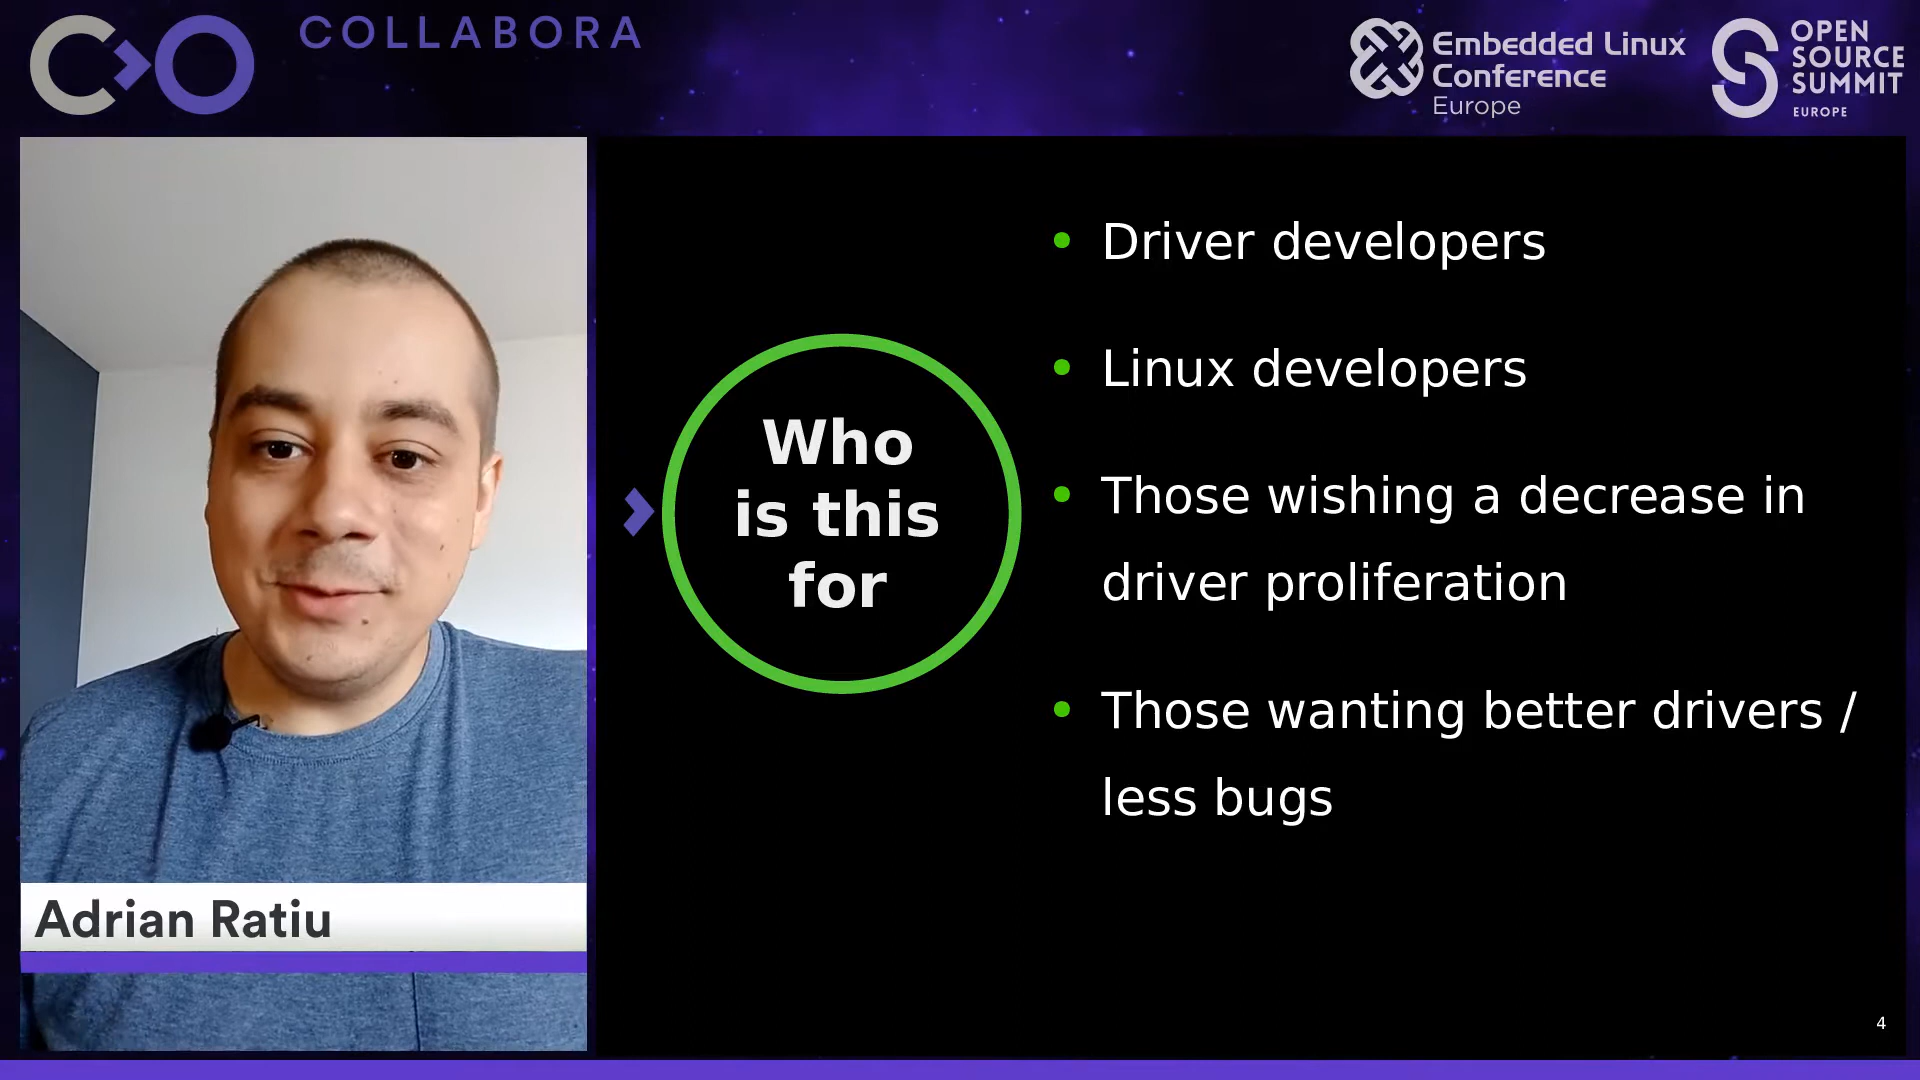 COLLABORA
Embedded Linux
Conference
Europe
OPEN
SOURCE
SUMMIT
EUROPE
Who
is this
for
• Driver developers
• Linux developers
• Those wishing a decrease in
driver proliferation
• Those wanting better drivers /
less bugs
Adrian Ratiu
4